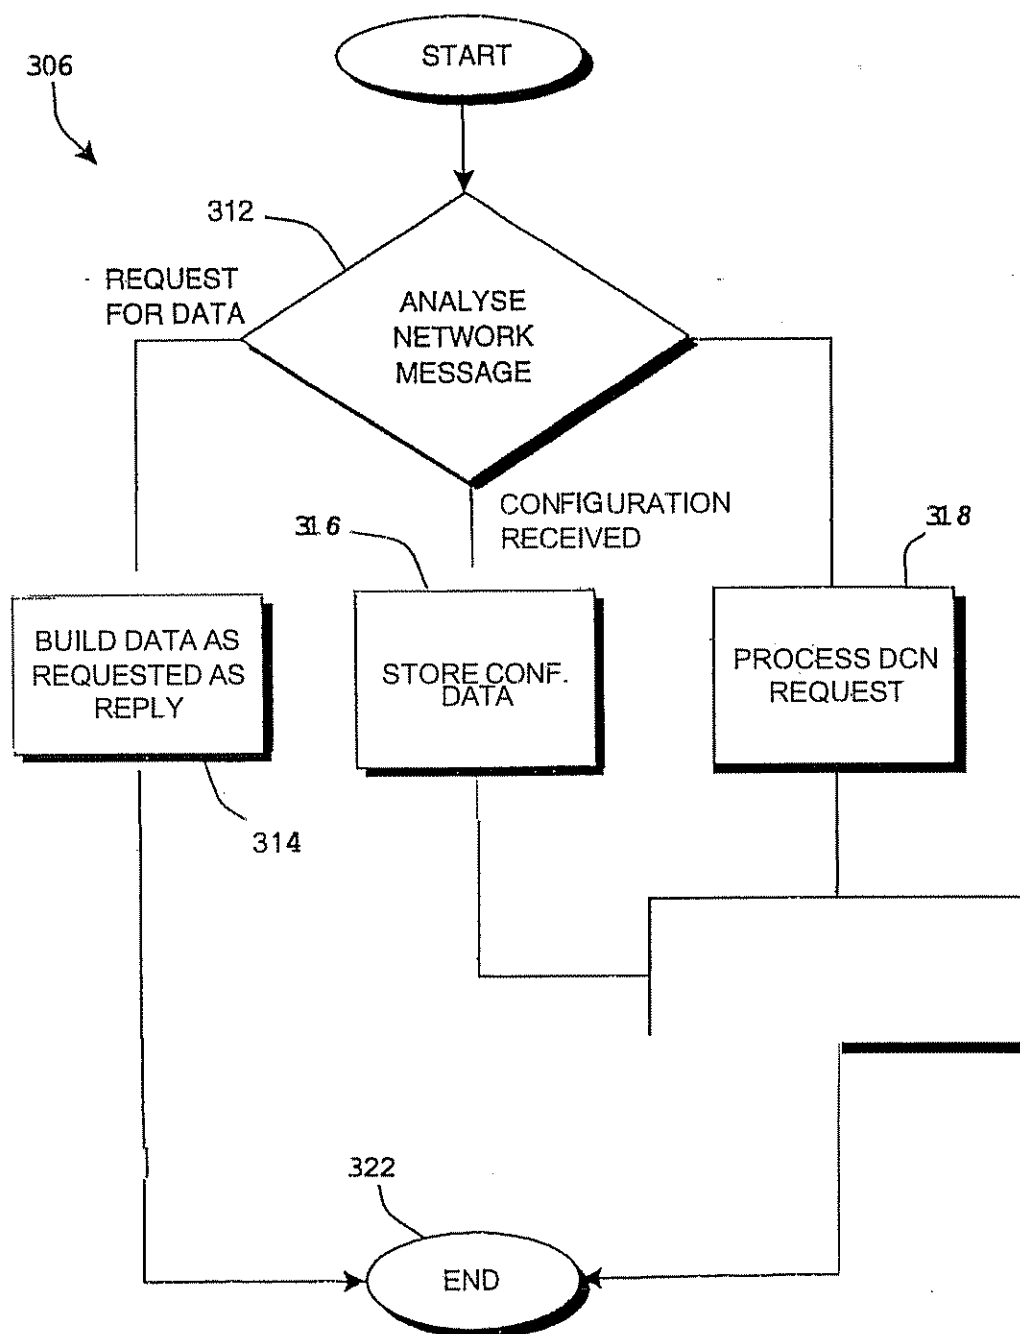 START
306
312
REQUEST
FOR DATA
ANALYSE
NETWORK
MESSAGE
CONFIGURATION
RECEIVED
316
318
BUILD DATA AS
REQUESTED AS
REPLY
STORE CONF.
DATA
PROCESS DCN
REQUEST
314
322
END